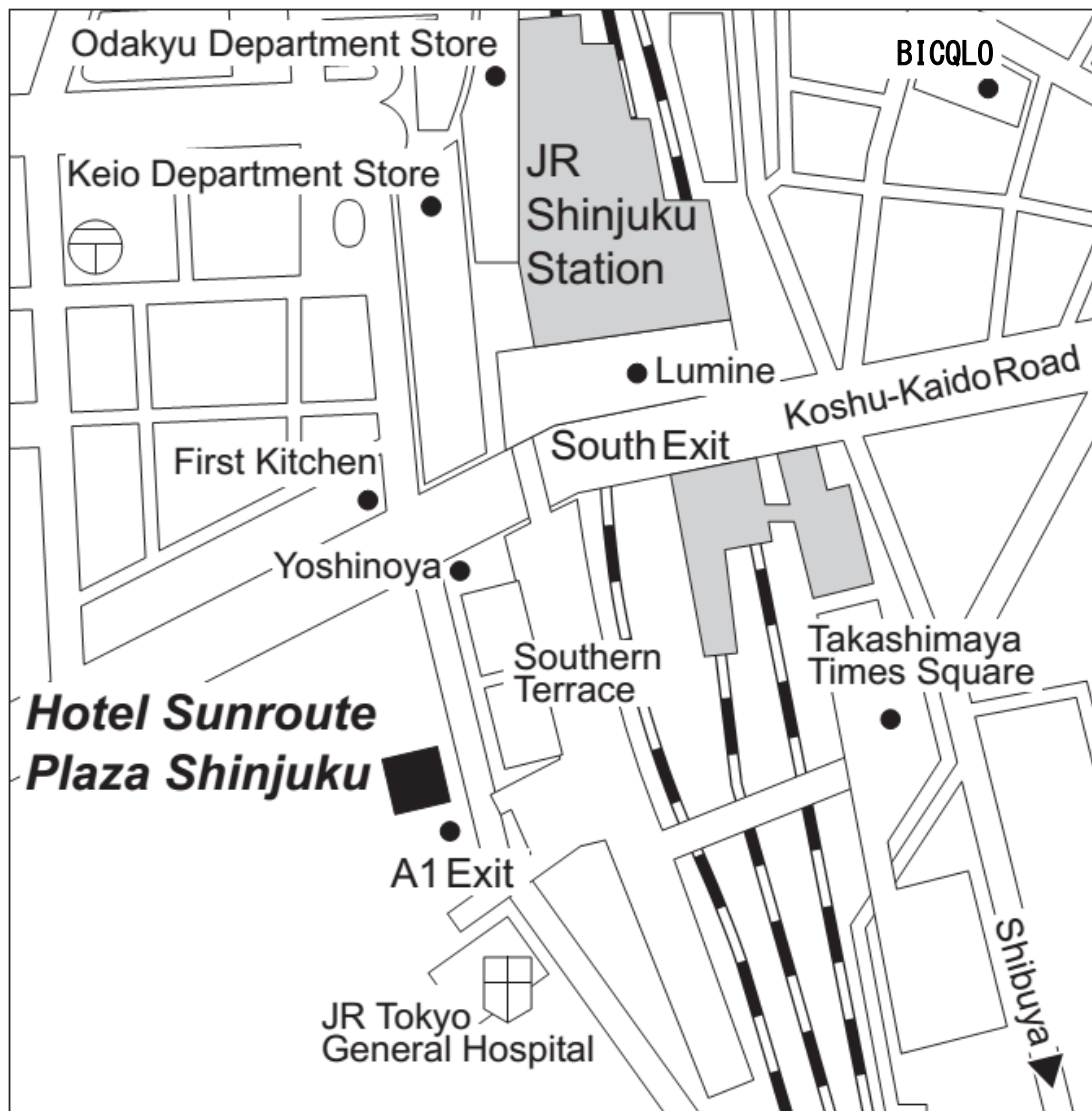 Odakyu Department Store
BICQLO
Keio Department Store
JR
Shinjuku
Station
Lumine
Koshu-Kaido Road
South Exit
First Kitchen
Yoshinoya
Southern
Terrace
Takashimaya
Times Square
Hotel Sunroute
Plaza Shinjuku
A1 Exit
Shibuya
JR Tokyo
General Hospital